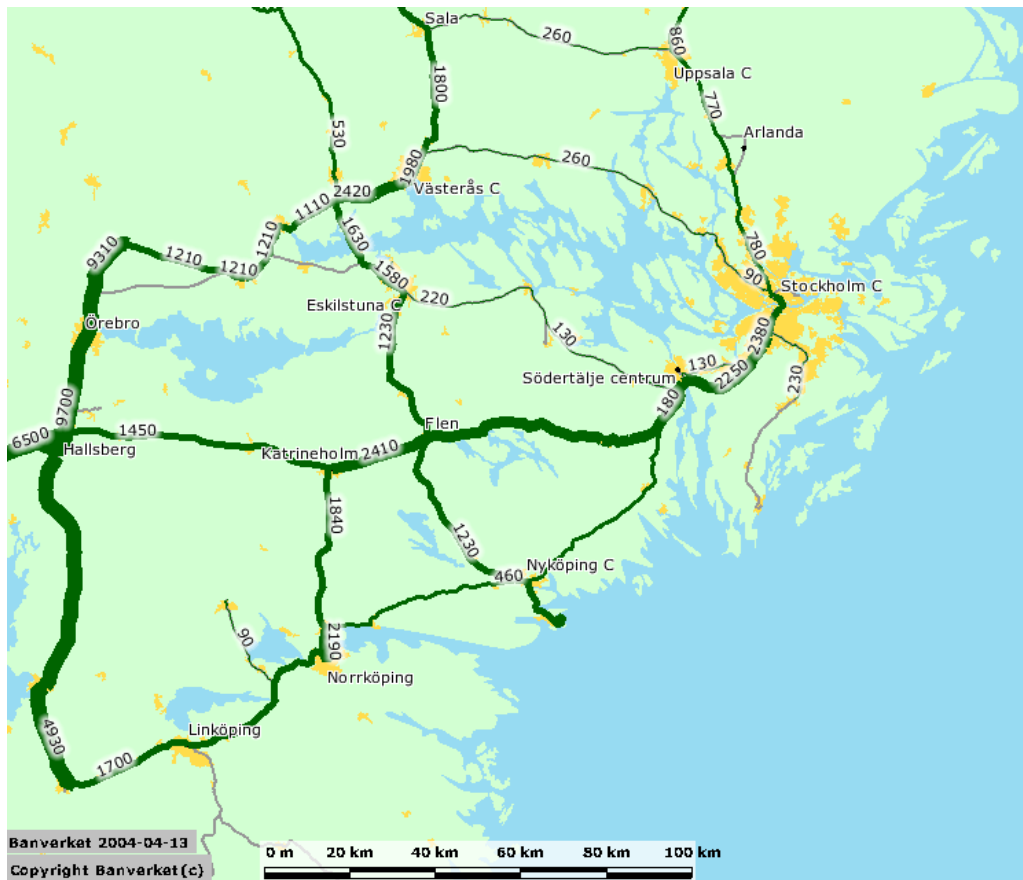 Sala
260
860
Uppsala C
1800
770
530
Arlanda
1980
260
2420
Västerås C
1110
1210
1630
9310
1210
1210
780
1580
90
Stockholm C
220
Eskilstuna C
Örebro
1230
130
2380
130
2250
Södertälje centrum
230
180
9700
6500
1450
Flen
Hallsberg
Katrineholm
2410
1840
1230
Nyköping C
460
90
2190
Norrköping
4930
Linköping
1700
Banverket 2004-04-13
Copyright Banverket(c)
0 m 20 km 40 km 60 km 80 km 100 km